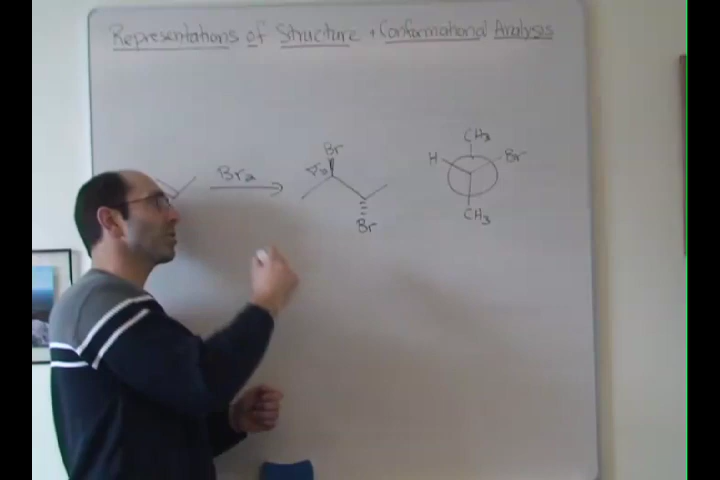 Representations of Structure + Conformational Analysis
Br₂
Br
Br
CH₃
H
Br
CH₃